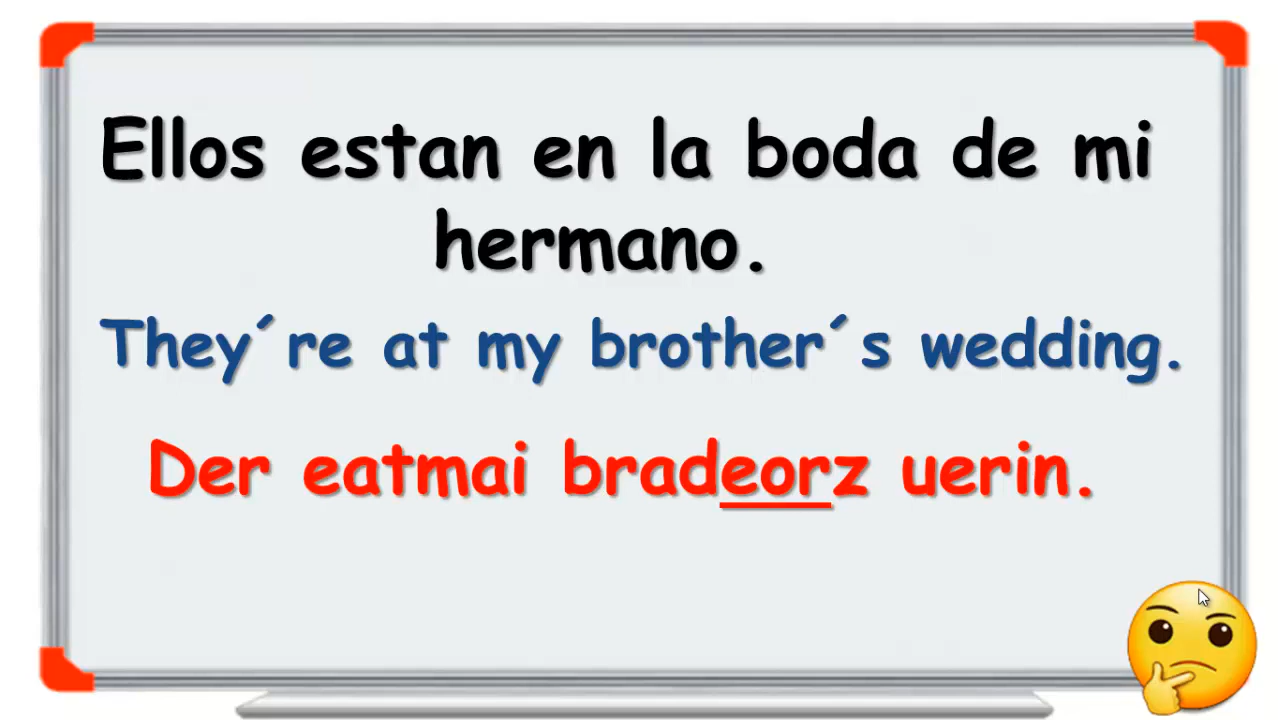 Ellos estan en la boda de mi
hermano.
They´re at my brother´s wedding.
Der eatmai bradeorz uerin.